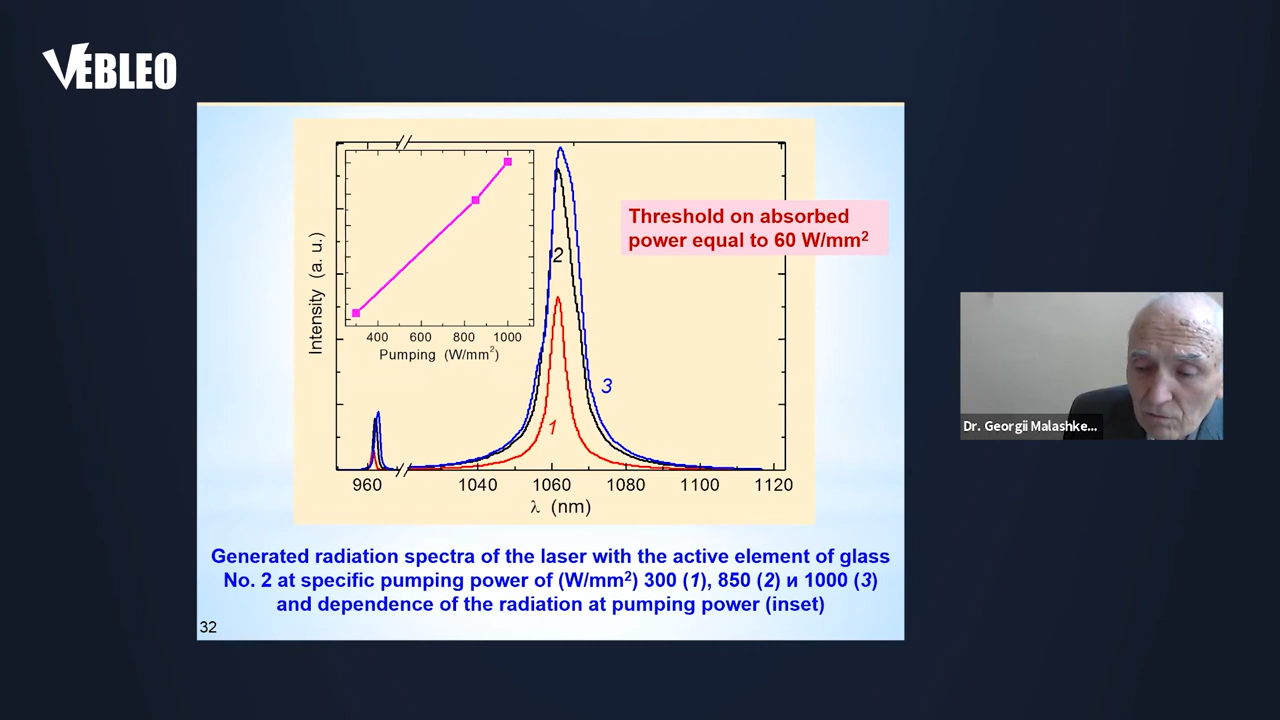 VEBLEO
Threshold on absorbed
power equal to 60 W/mm²
Intensity (a. u.)
400 600 800 1000
Pumping (W/mm²)
2
3
1
960 1040 1060 1080 1100 1120
λ (nm)
Generated radiation spectra of the laser with the active element of glass
No. 2 at specific pumping power of (W/mm²) 300 (1), 850 (2) и 1000 (3)
and dependence of the radiation at pumping power (inset)
32
Dr. Georgii Malashke...